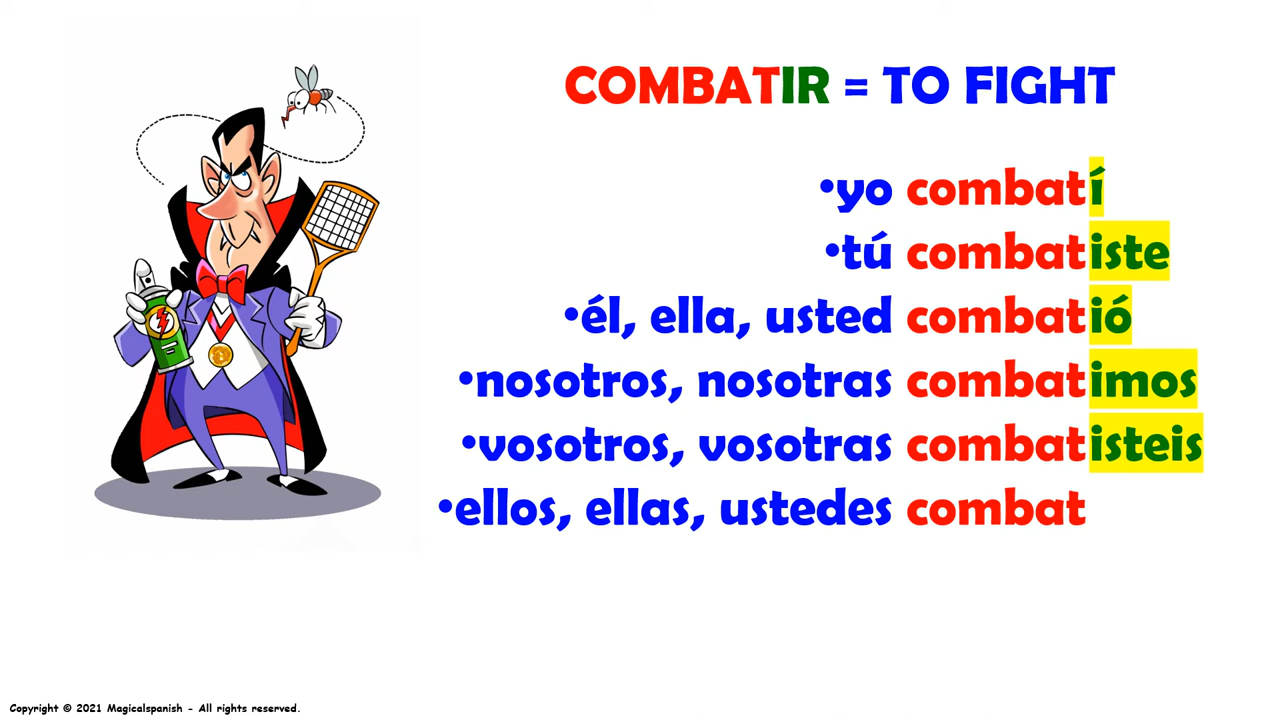 COMBATIR = TO FIGHT
•yo combatí
•tú combatiste
•él, ella, usted combatió
•nosotros, nosotras combatimos
•vosotros, vosotras combatisteis
•ellos, ellas, ustedes combat
Copyright © 2021 Magicalspanish - All rights reserved.